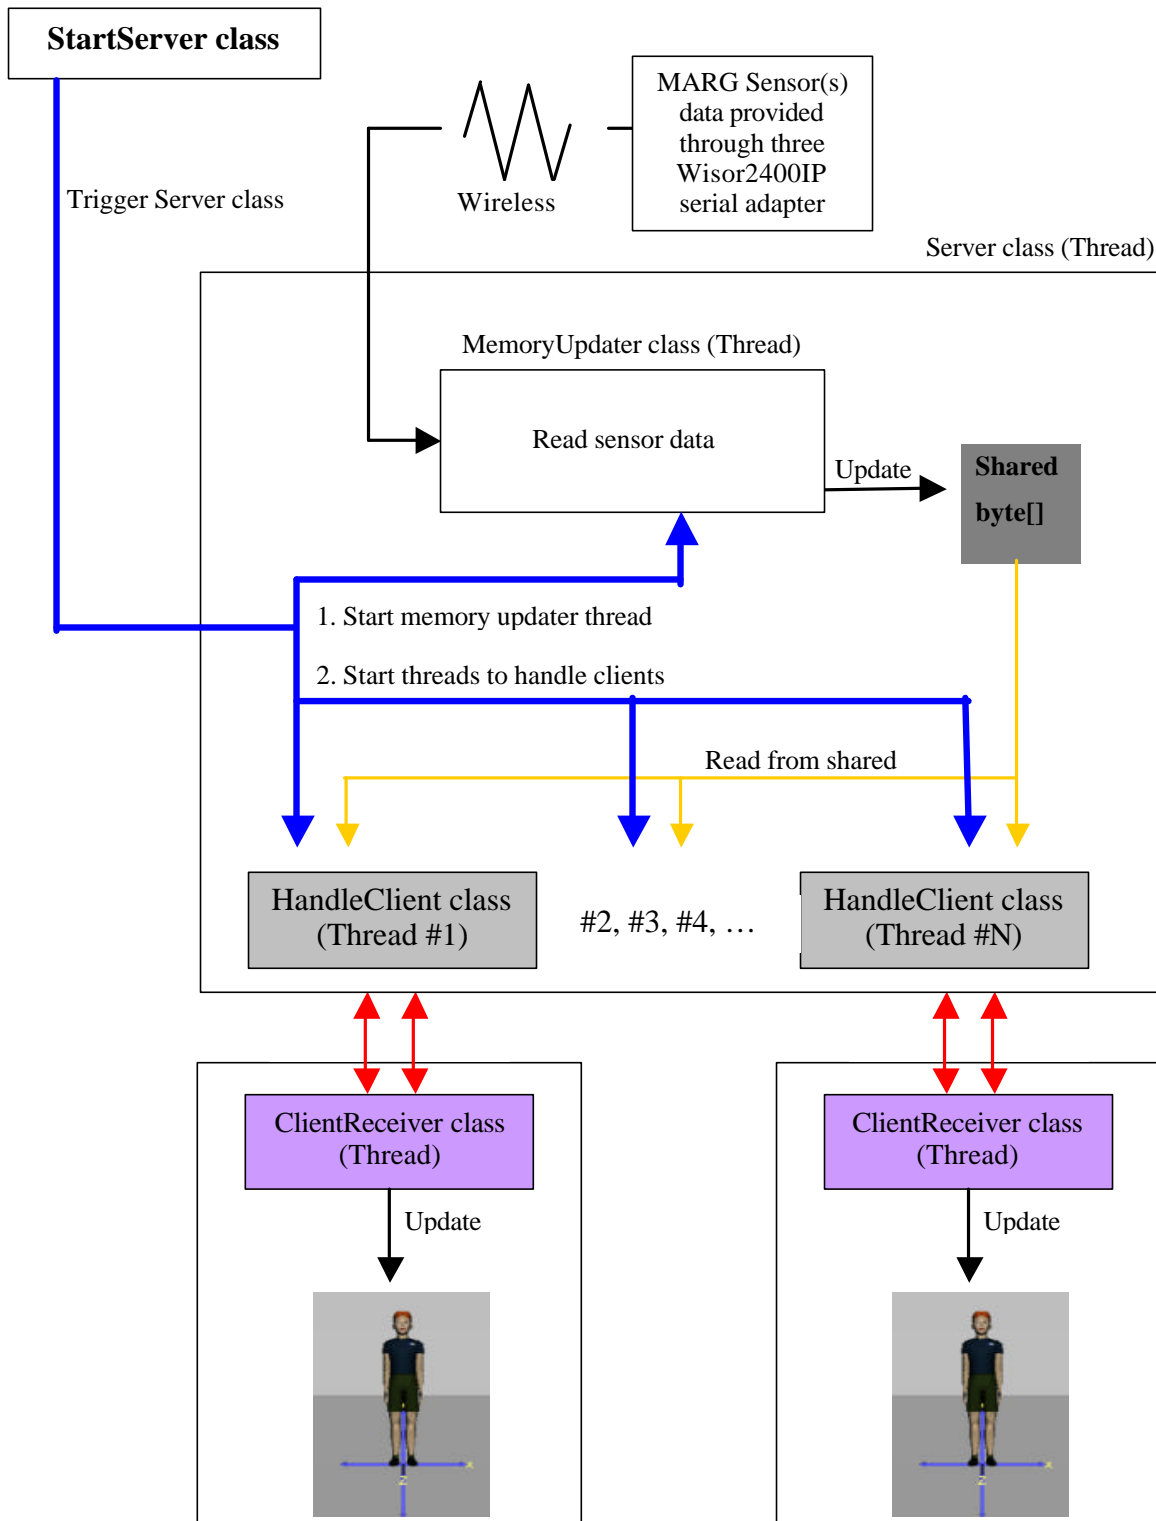 StartServer class
MARG Sensor(s)
data provided
through three
Wisor2400IP
serial adapter
Trigger Server class
Wireless
Server class (Thread)
MemoryUpdater class (Thread)
Read sensor data
Update
Shared
byte[]
1. Start memory updater thread
2. Start threads to handle clients
Read from shared
HandleClient class
(Thread #1)
#2, #3, #4, …
HandleClient class
(Thread #N)
ClientReceiver class
(Thread)
ClientReceiver class
(Thread)
Update
Update
x
Z
x
Z